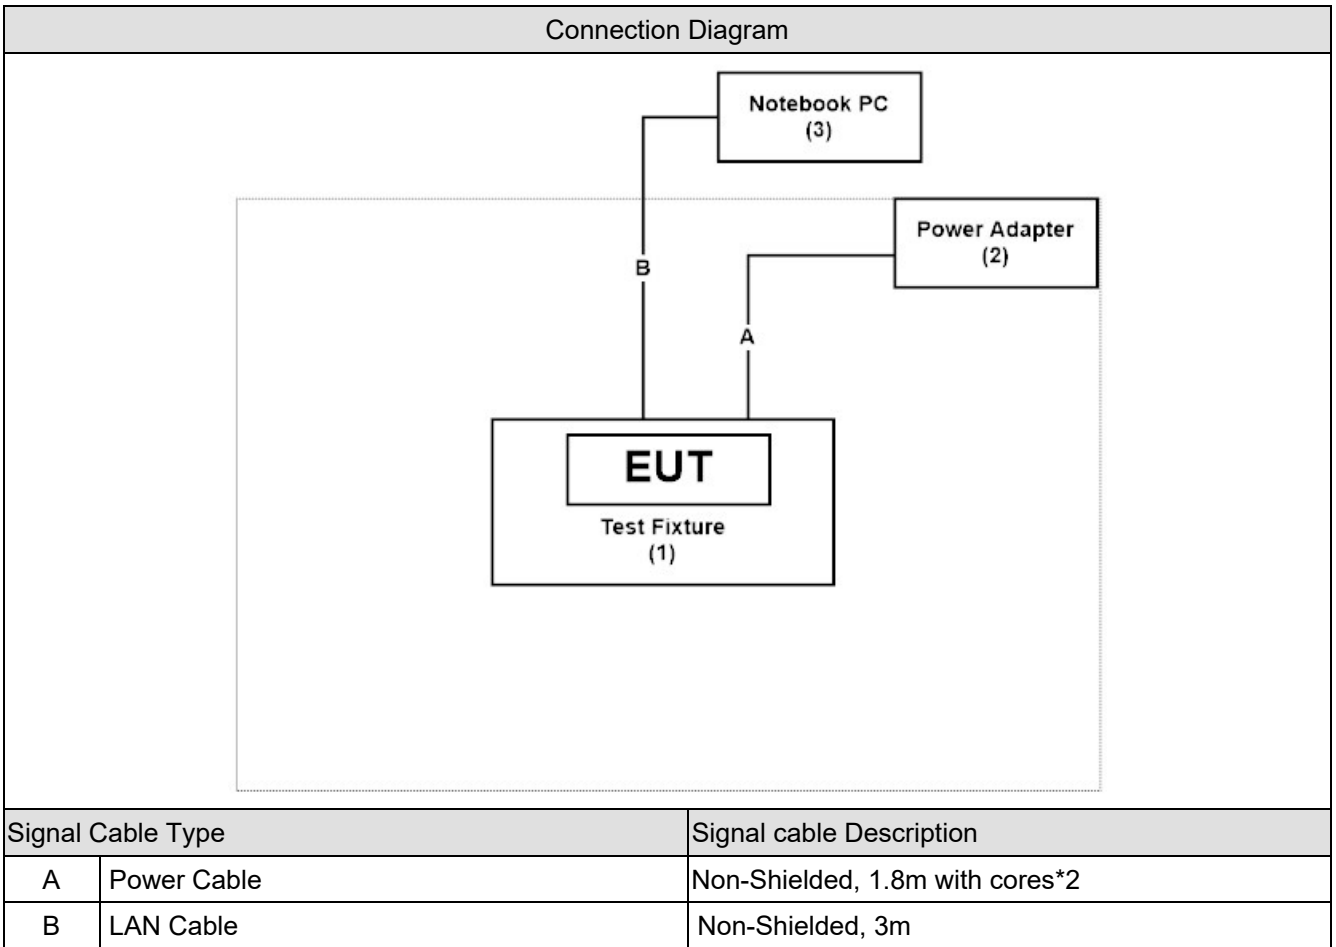 Connection Diagram
Notebook PC
(3)
Power Adapter
(2)
B
A
EUT
Test Fixture
(1)
Signal Cable Type Signal cable Description
A Power Cable Non-Shielded, 1.8m with cores*2
B LAN Cable Non-Shielded, 3m